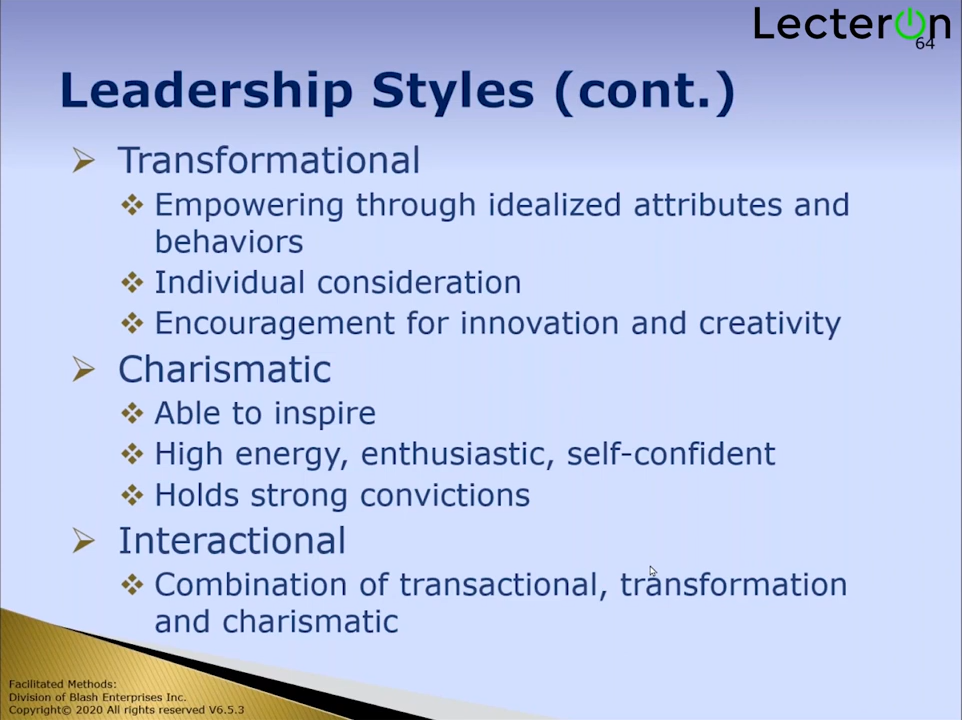 Lecteron
64
Leadership Styles (cont.)
Transformational
Empowering through idealized attributes and
behaviors
Individual consideration
Encouragement for innovation and creativity
Charismatic
Able to inspire
High energy, enthusiastic, self-confident
Holds strong convictions
Interactional
Combination of transactional, transformation
and charismatic
Facilitated Methods:
Division of Blash Enterprises Inc.
Copyright© 2020 All rights reserved V6.5.3